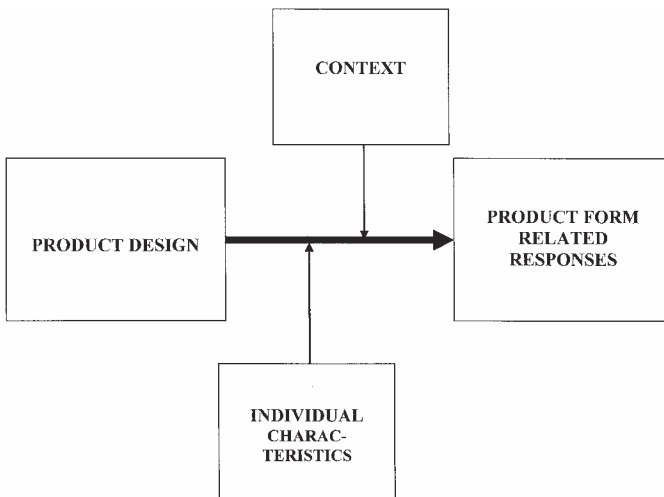 CONTEXT
PRODUCT DESIGN
PRODUCT FORM
RELATED
RESPONSES
INDIVIDUAL
CHARAC-
TERISTICS